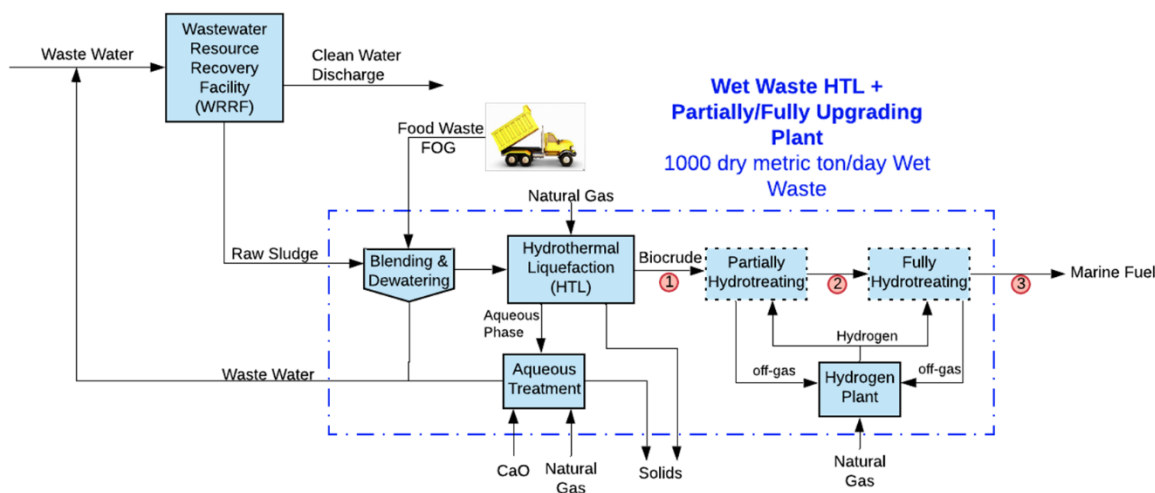 Waste Water
Wastewater
Resource
Recovery
Facility
(WRRF)
Clean Water
Discharge
Food Waste
FOG
Wet Waste HTL +
Partially/Fully Upgrading
Plant
1000 dry metric ton/day Wet
Waste
Natural Gas
Raw Sludge
Blending &
Dewatering
Hydrothermal
Liquefaction
(HTL)
Biocrude
1
Partially
Hydrotreating
2
Fully
Hydrotreating
3
Marine Fuel
Aqueous
Phase
Hydrogen
Waste Water
Aqueous
Treatment
off-gas
Hydrogen
Plant
off-gas
CaO
Natural
Gas
Solids
Natural
Gas